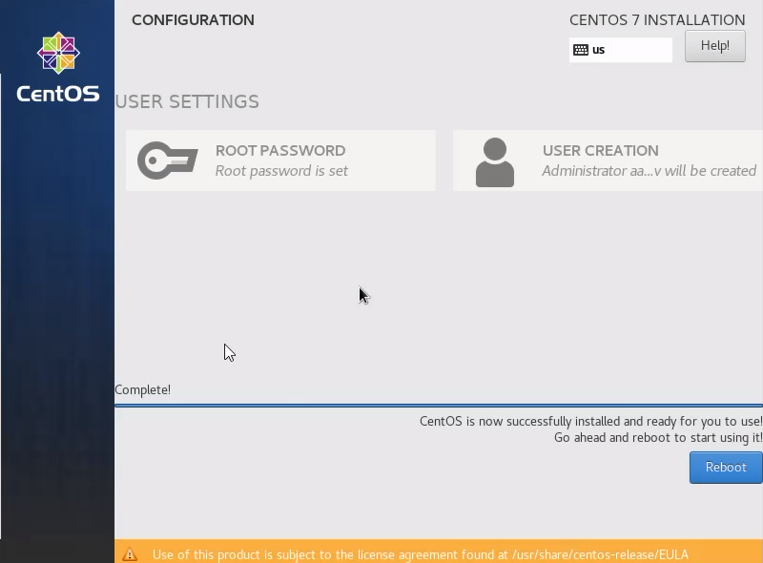 CONFIGURATION
CENTOS 7 INSTALLATION
us
Help!
CentOS
USER SETTINGS
ROOT PASSWORD
Root password is set
USER CREATION
Administrator aa...v will be created
Complete!
CentOS is now successfully installed and ready for you to use!
Go ahead and reboot to start using it!
Reboot
Use of this product is subject to the license agreement found at /usr/share/centos-release/EULA